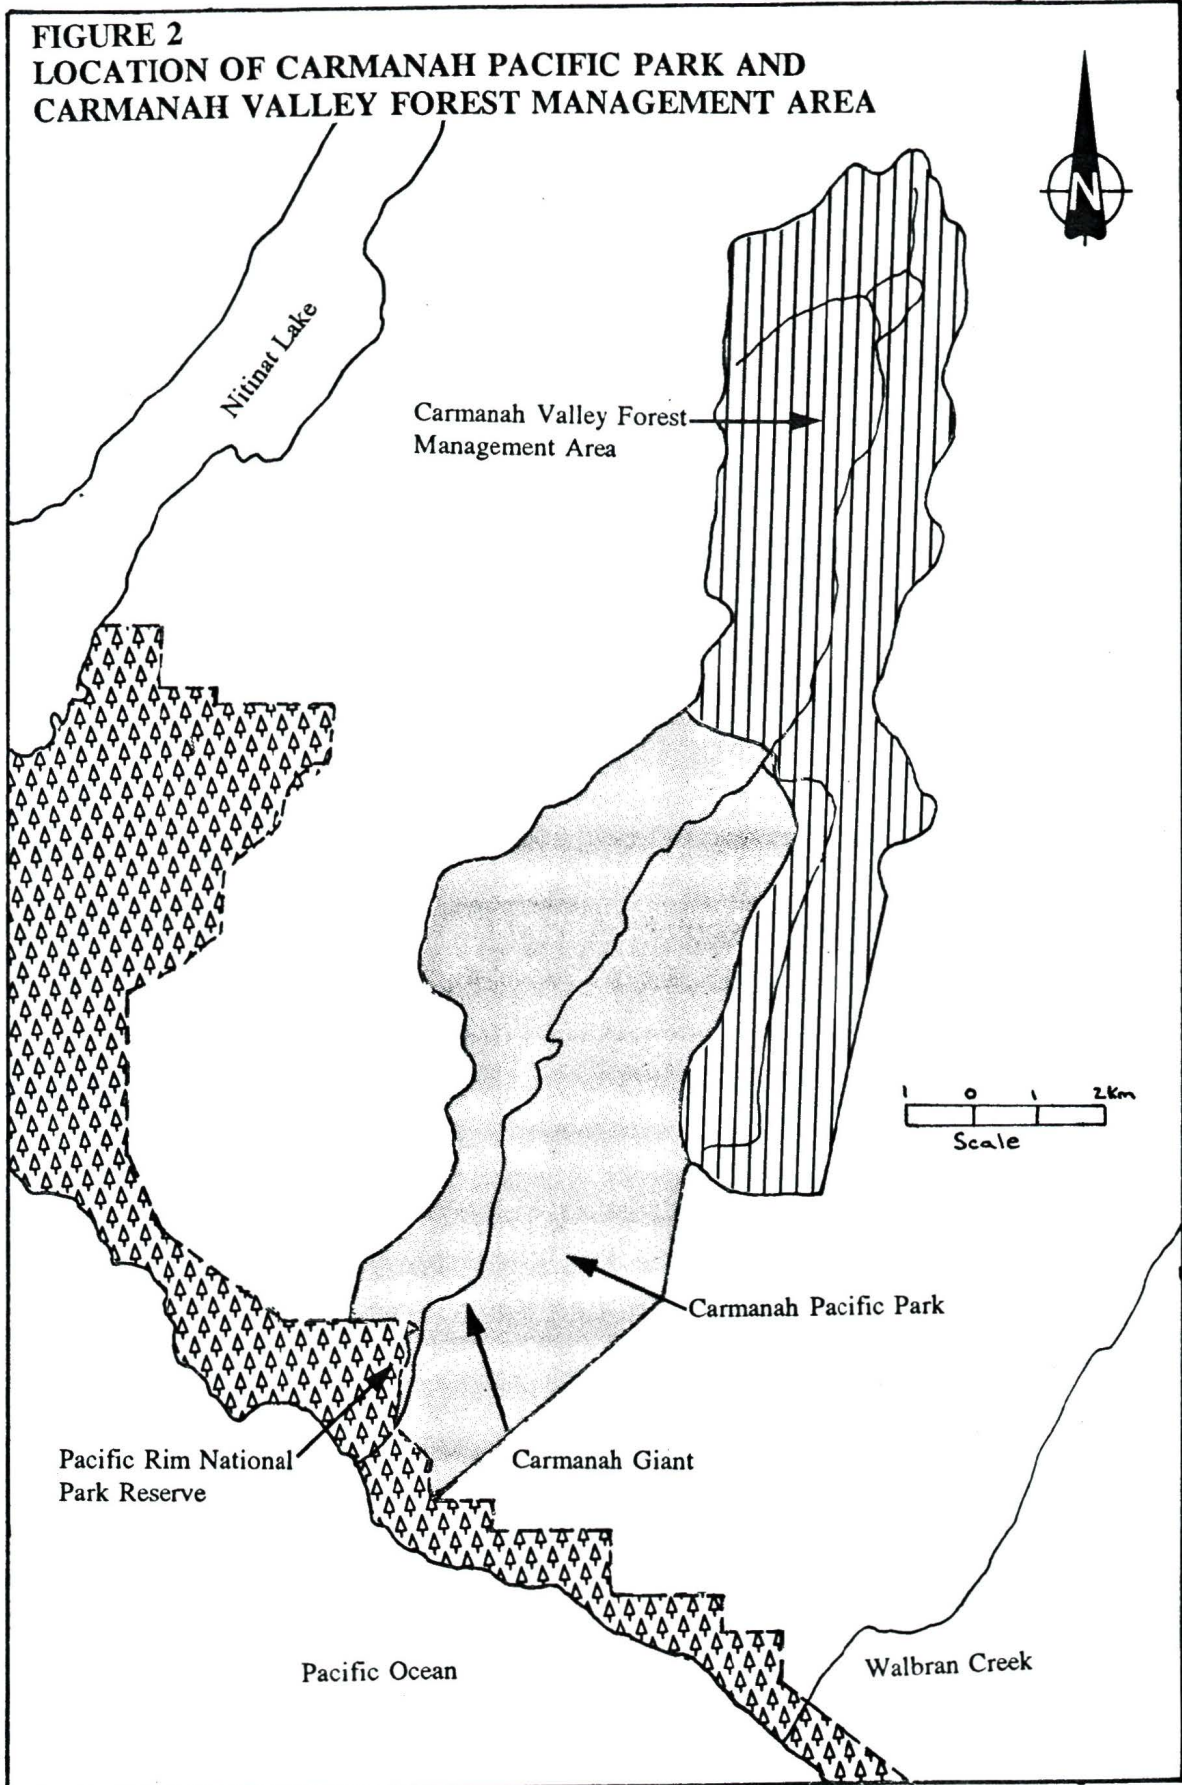 FIGURE 2
LOCATION OF CARMANAH PACIFIC PARK AND
CARMANAH VALLEY FOREST MANAGEMENT AREA
N
Nitinat Lake
Carmanah Valley Forest
Management Area
1 0 1 2km
Scale
Carmanah Pacific Park
Pacific Rim National
Park Reserve
Carmanah Giant
Pacific Ocean
Walbran Creek